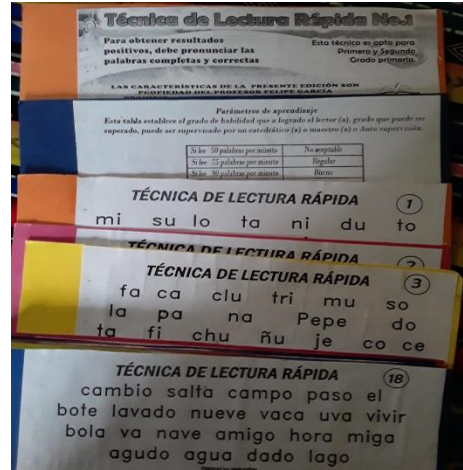 Técnica de Lectura Rápida No.1
Para obtener resultados
positivos, debe pronunciar las
palabras completas y correctas
Esta técnica es apta para
Primero y Segundo
Grado primaria.
LAS CARACTERÍSTICAS DE LA PRESENTE EDICIÓN SON
PROPIEDAD DEL PROFESOR FELIPE GARCÍA
Parámetros de aprendizaje
Esta tabla establece el grado de habilidad que a logrado el lector (a), grado que puede ser
superado, puede ser supervisado por un catedrático (a) o maestro (a) o Auto supervisión.
Si lee 50 palabras por minuto No aceptable
Si lee 75 palabras por minuto Regular
Si lee 90 palabras por minuto Bueno
TÉCNICA DE LECTURA RÁPIDA 1
mi su lo ta ni du to
TÉCNICA DE LECTURA RÁPIDA 2
TÉCNICA DE LECTURA RÁPIDA 3
fa ca clu tri mu so
la pa na Pepe do
ta fi chu ñu je co ce
TÉCNICA DE LECTURA RÁPIDA 18
cambio salta campo paso el
bote lavado nueve vaca uva vivir
bola va nave amigo hora miga
agudo agua dado lago